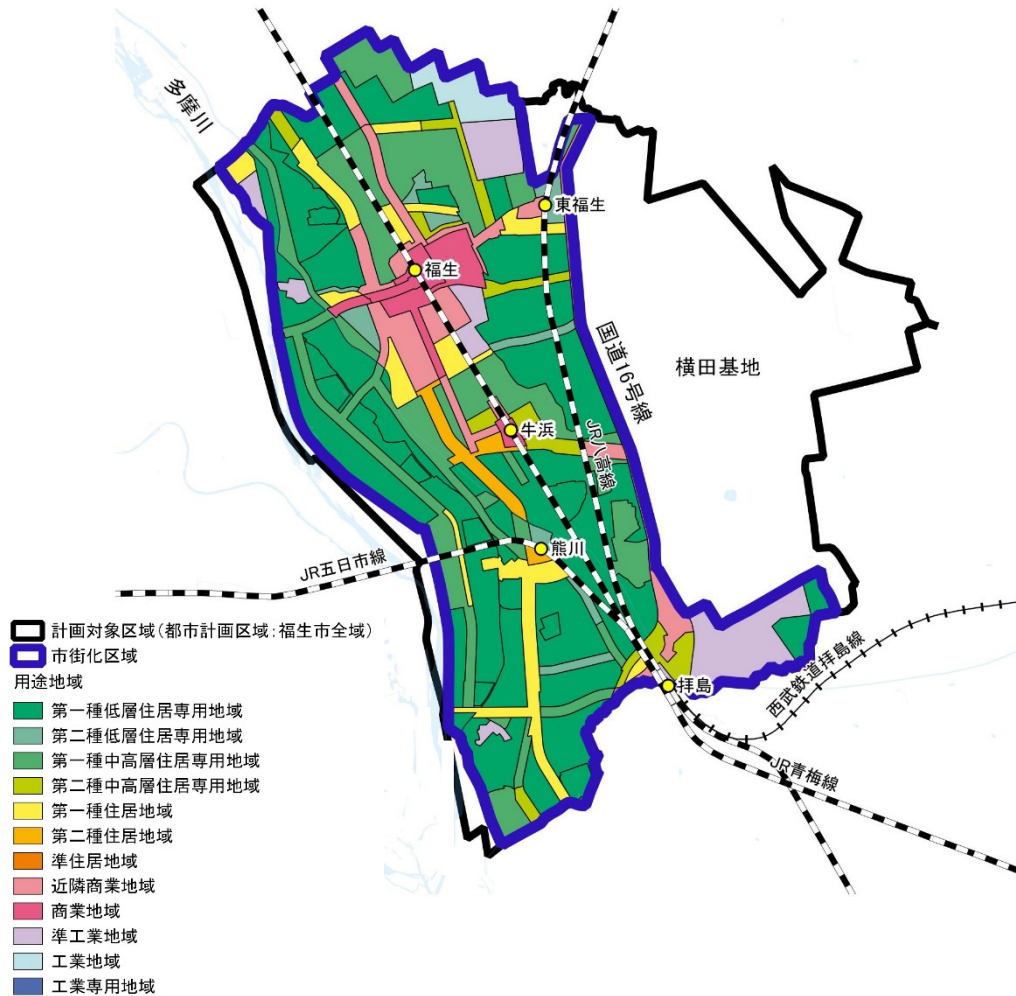 多摩川
東福生
福生
国道16号線
横田基地
牛浜
JR八高線
熊川
JR五日市線
拝島
西武鉄道拝島線
JR青梅線
計画対象区域(都市計画区域:福生市全域)
市街化区域
用途地域
第一種低層住居専用地域
第二種低層住居専用地域
第一種中高層住居専用地域
第二種中高層住居専用地域
第一種住居地域
第二種住居地域
準住居地域
近隣商業地域
商業地域
準工業地域
工業地域
工業専用地域